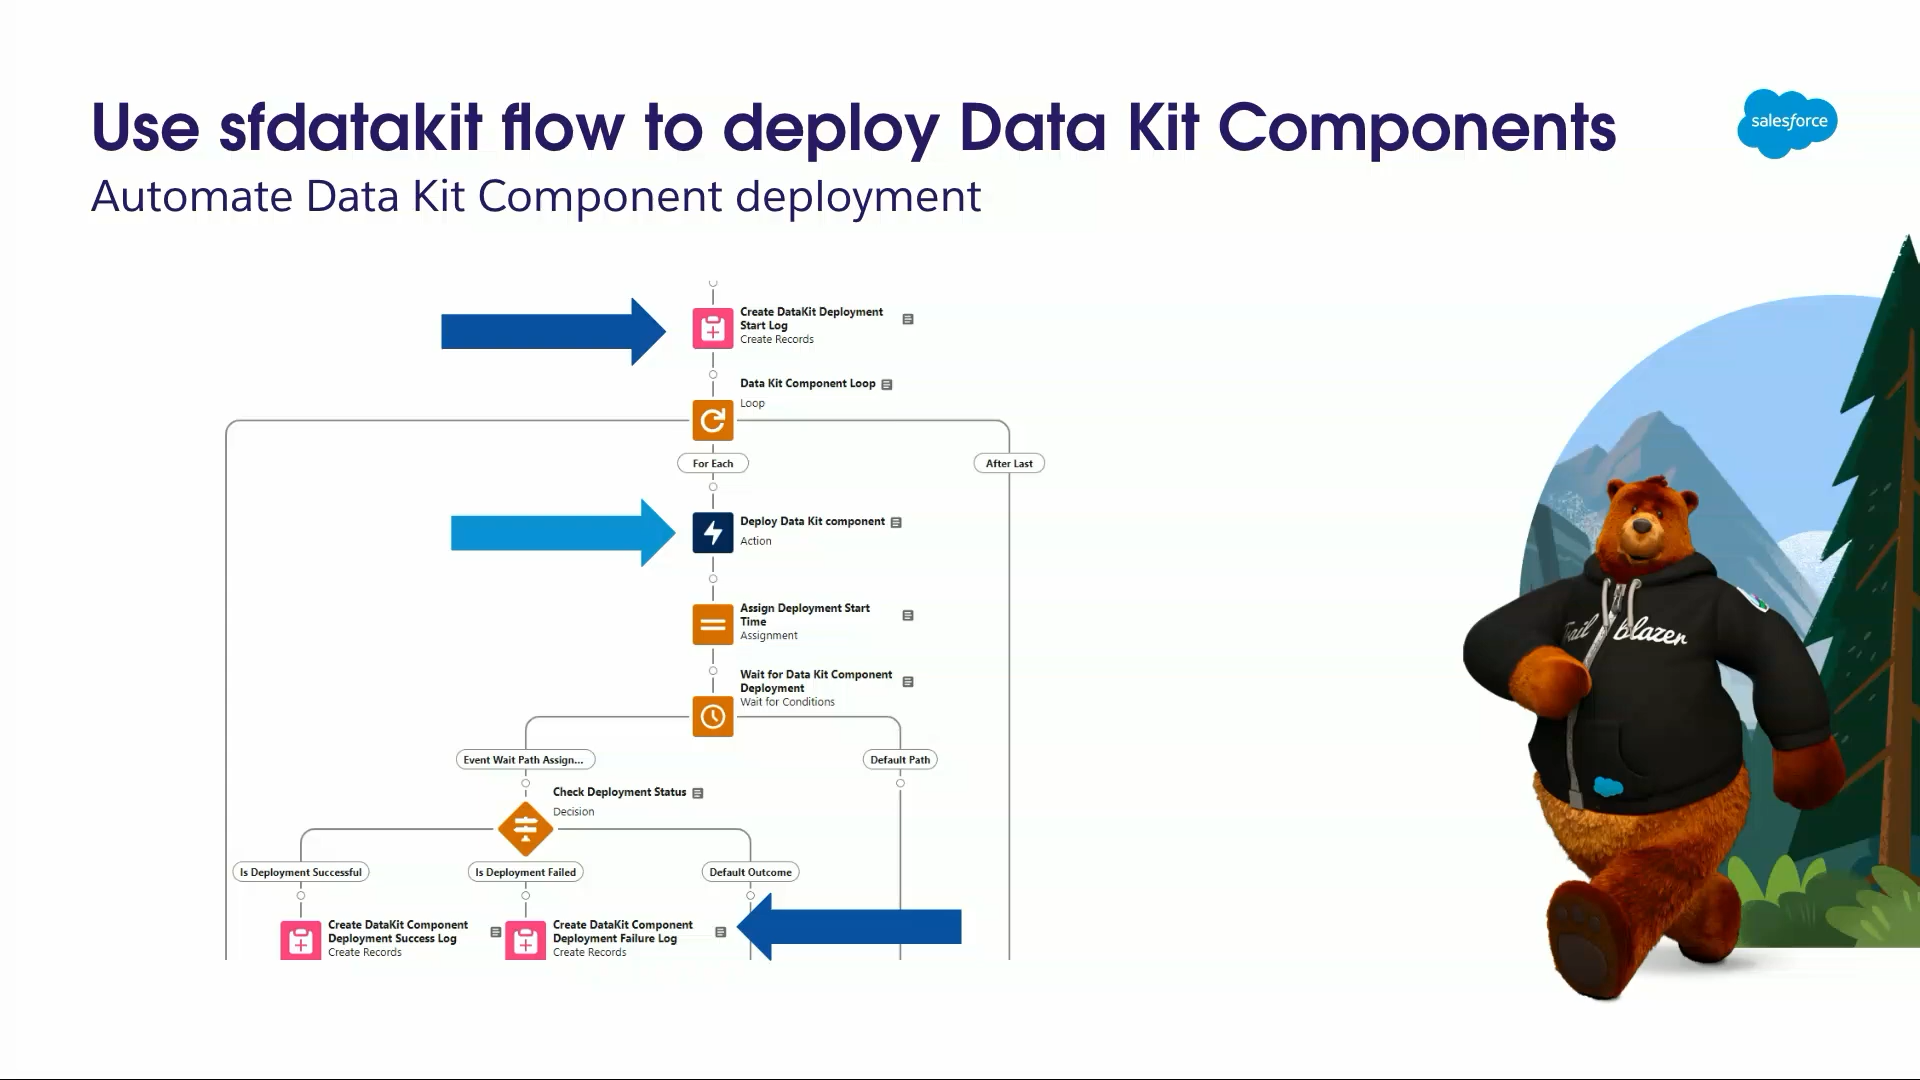 Use sfdatakit flow to deploy Data Kit Components
salesforce
Automate Data Kit Component deployment
Create DataKit Deployment
Start Log
Create Records
Data Kit Component Loop
Loop
For Each
After Last
Deploy Data Kit component
Action
Assign Deployment Start
Time
Assignment
Wait for Data Kit Component
Deployment
Wait for Conditions
Event Wait Path Assign...
Default Path
Check Deployment Status
Decision
Is Deployment Successful
Is Deployment Failed
Default Outcome
Create DataKit Component
Deployment Success Log
Create Records
Create DataKit Component
Deployment Failure Log
Create Records
Trail blazer